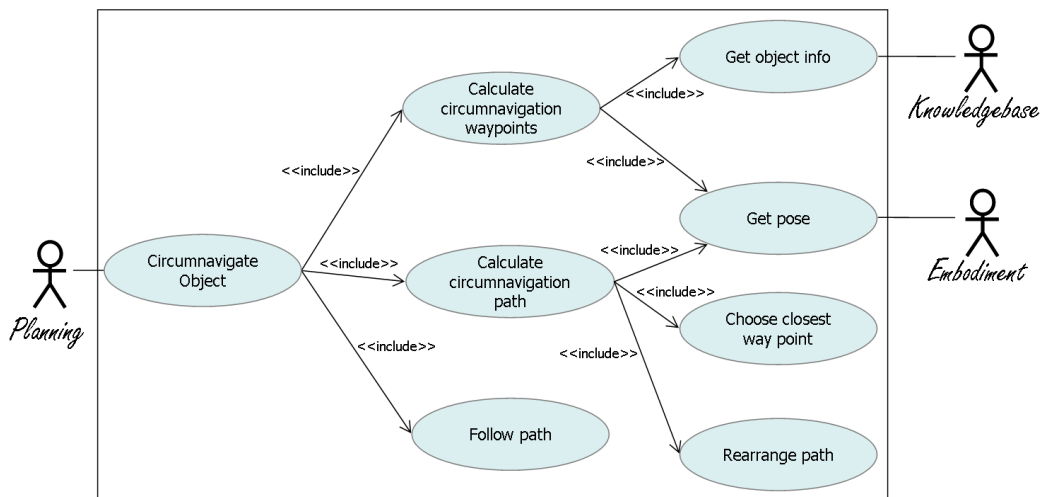 Get object info
Knowledgebase
Calculate
circumnavigation
waypoints
<<include>>
<<include>>
<<include>>
Get pose
Embodiment
Circumnavigate
Object
Planning
<<include>>
Calculate
circumnavigation
path
<<include>>
<<include>>
Choose closest
way point
<<include>>
<<include>>
Follow path
Rearrange path